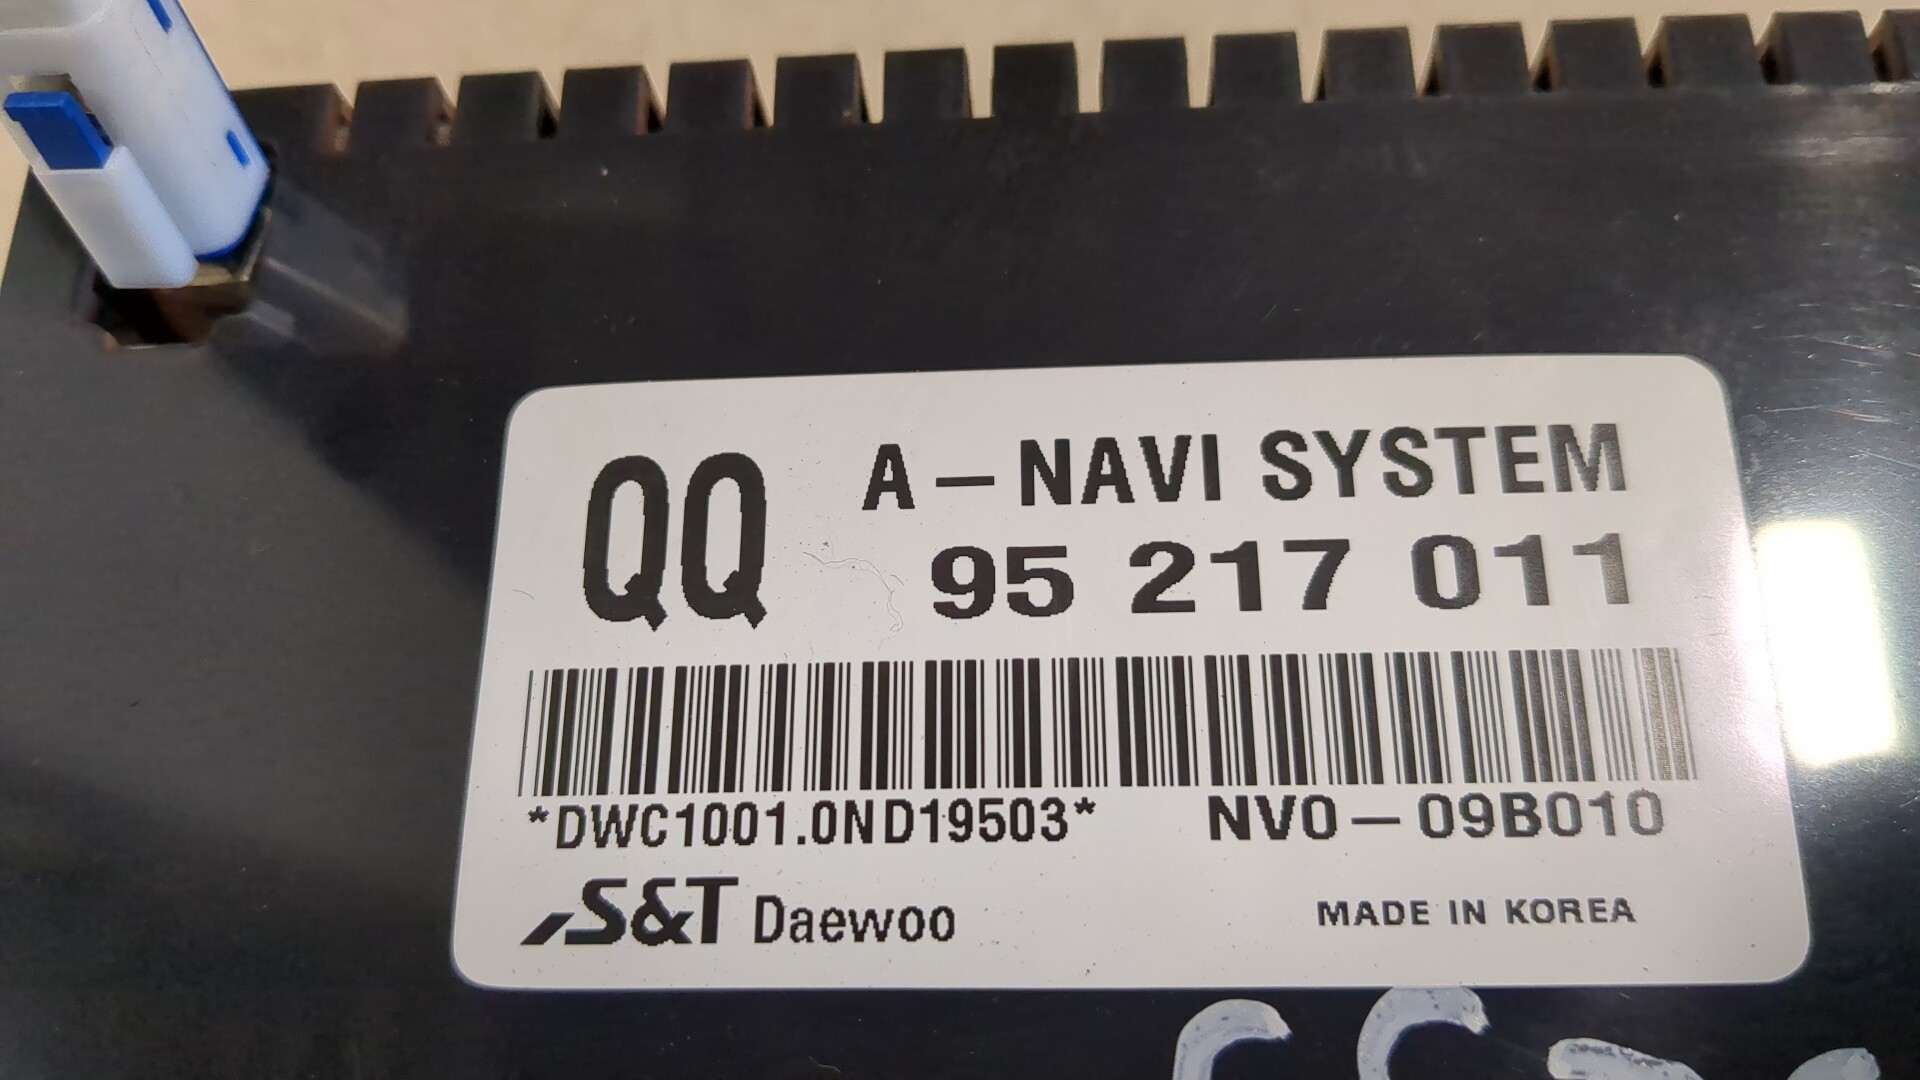 QQ A-NAVI SYSTEM
95 217 011
*DWC1001.0ND19503* NV0-09B010
S&T Daewoo
MADE IN KOREA